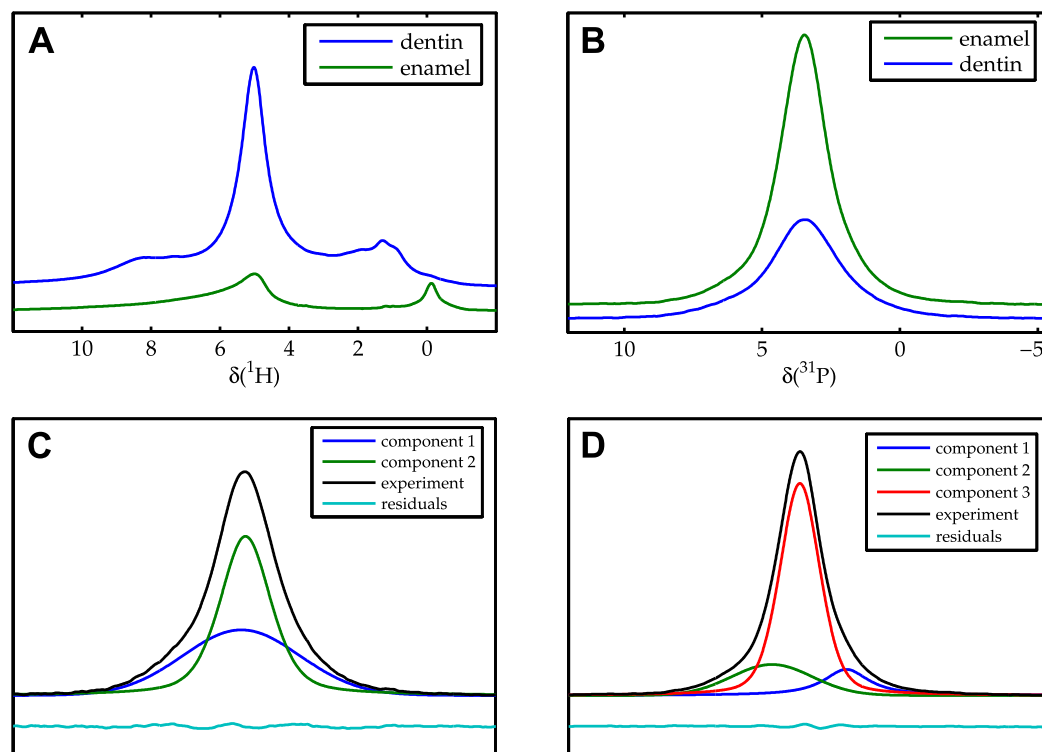 A
dentin
enamel
10 8 6 4 2 0
δ(¹H)
B
enamel
dentin
10 5 0 −5
δ(³¹P)
C
component 1
component 2
experiment
residuals
D
component 1
component 2
component 3
experiment
residuals